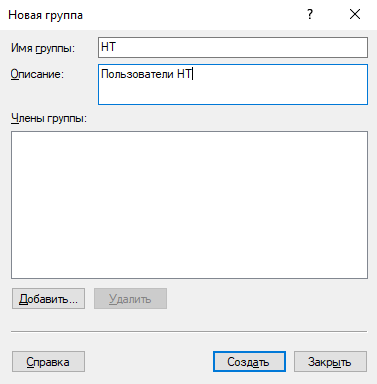 Новая группа
?
Имя группы: НТ
Описание: Пользователи НТ
Члены группы:
Добавить... Удалить
Справка Создать Закрыть